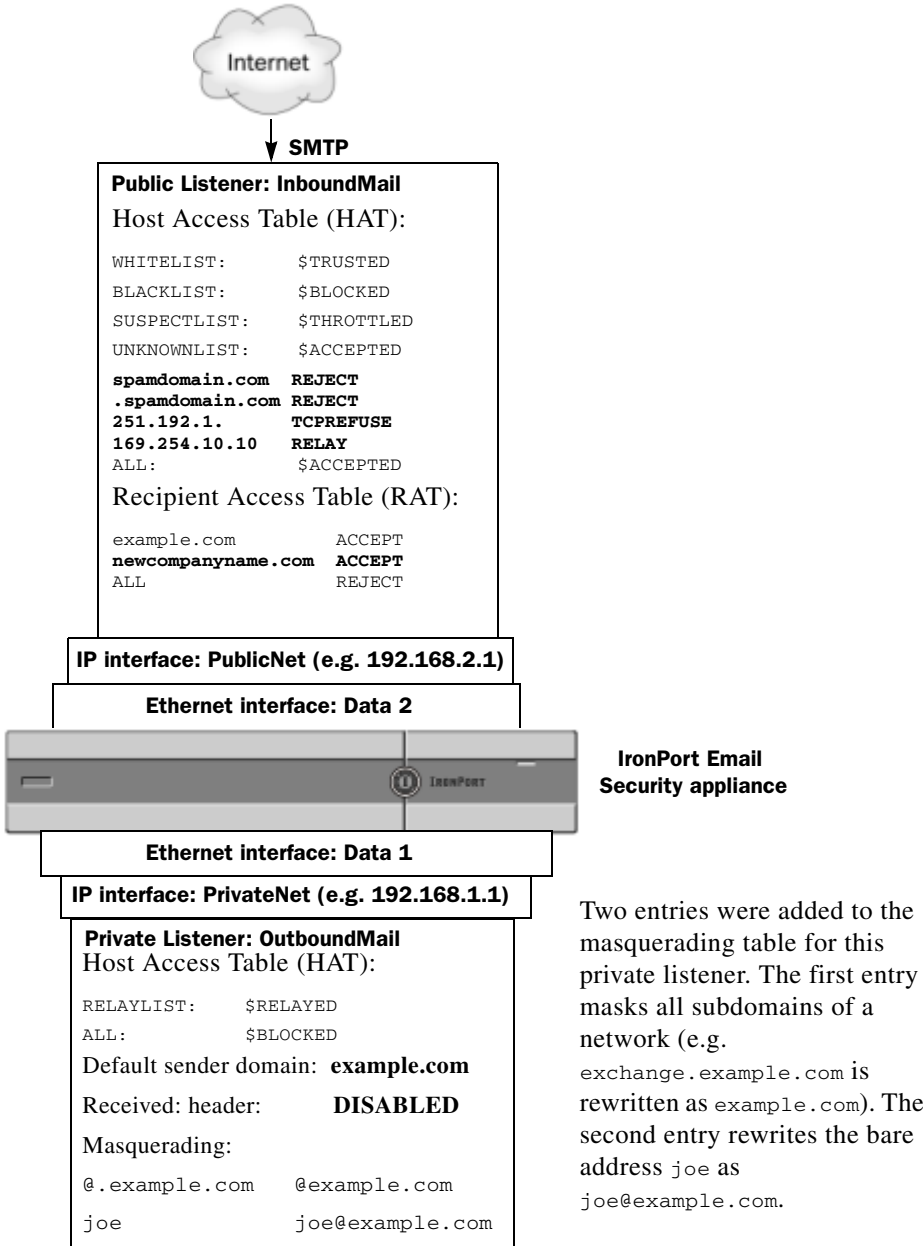 Internet
SMTP
Public Listener: InboundMail
Host Access Table (HAT):
WHITELIST: $TRUSTED
BLACKLIST: $BLOCKED
SUSPECTLIST: $THROTTLED
UNKNOWNLIST: $ACCEPTED
spamdomain.com REJECT
.spamdomain.com REJECT
251.192.1. TCPREFUSE
169.254.10.10 RELAY
ALL: $ACCEPTED
Recipient Access Table (RAT):
example.com ACCEPT
newcompanyname.com ACCEPT
ALL REJECT
IP interface: PublicNet (e.g. 192.168.2.1)
Ethernet interface: Data 2
IRONPORT
IronPort Email
Security appliance
Ethernet interface: Data 1
IP interface: PrivateNet (e.g. 192.168.1.1)
Private Listener: OutboundMail
Host Access Table (HAT):
RELAYLIST: $RELAYED
ALL: $BLOCKED
Default sender domain: example.com
Received: header: DISABLED
Masquerading:
@.example.com @example.com
joe joe@example.com
Two entries were added to the
masquerading table for this
private listener. The first entry
masks all subdomains of a
network (e.g.
exchange.example.com is
rewritten as example.com). The
second entry rewrites the bare
address joe as
joe@example.com.